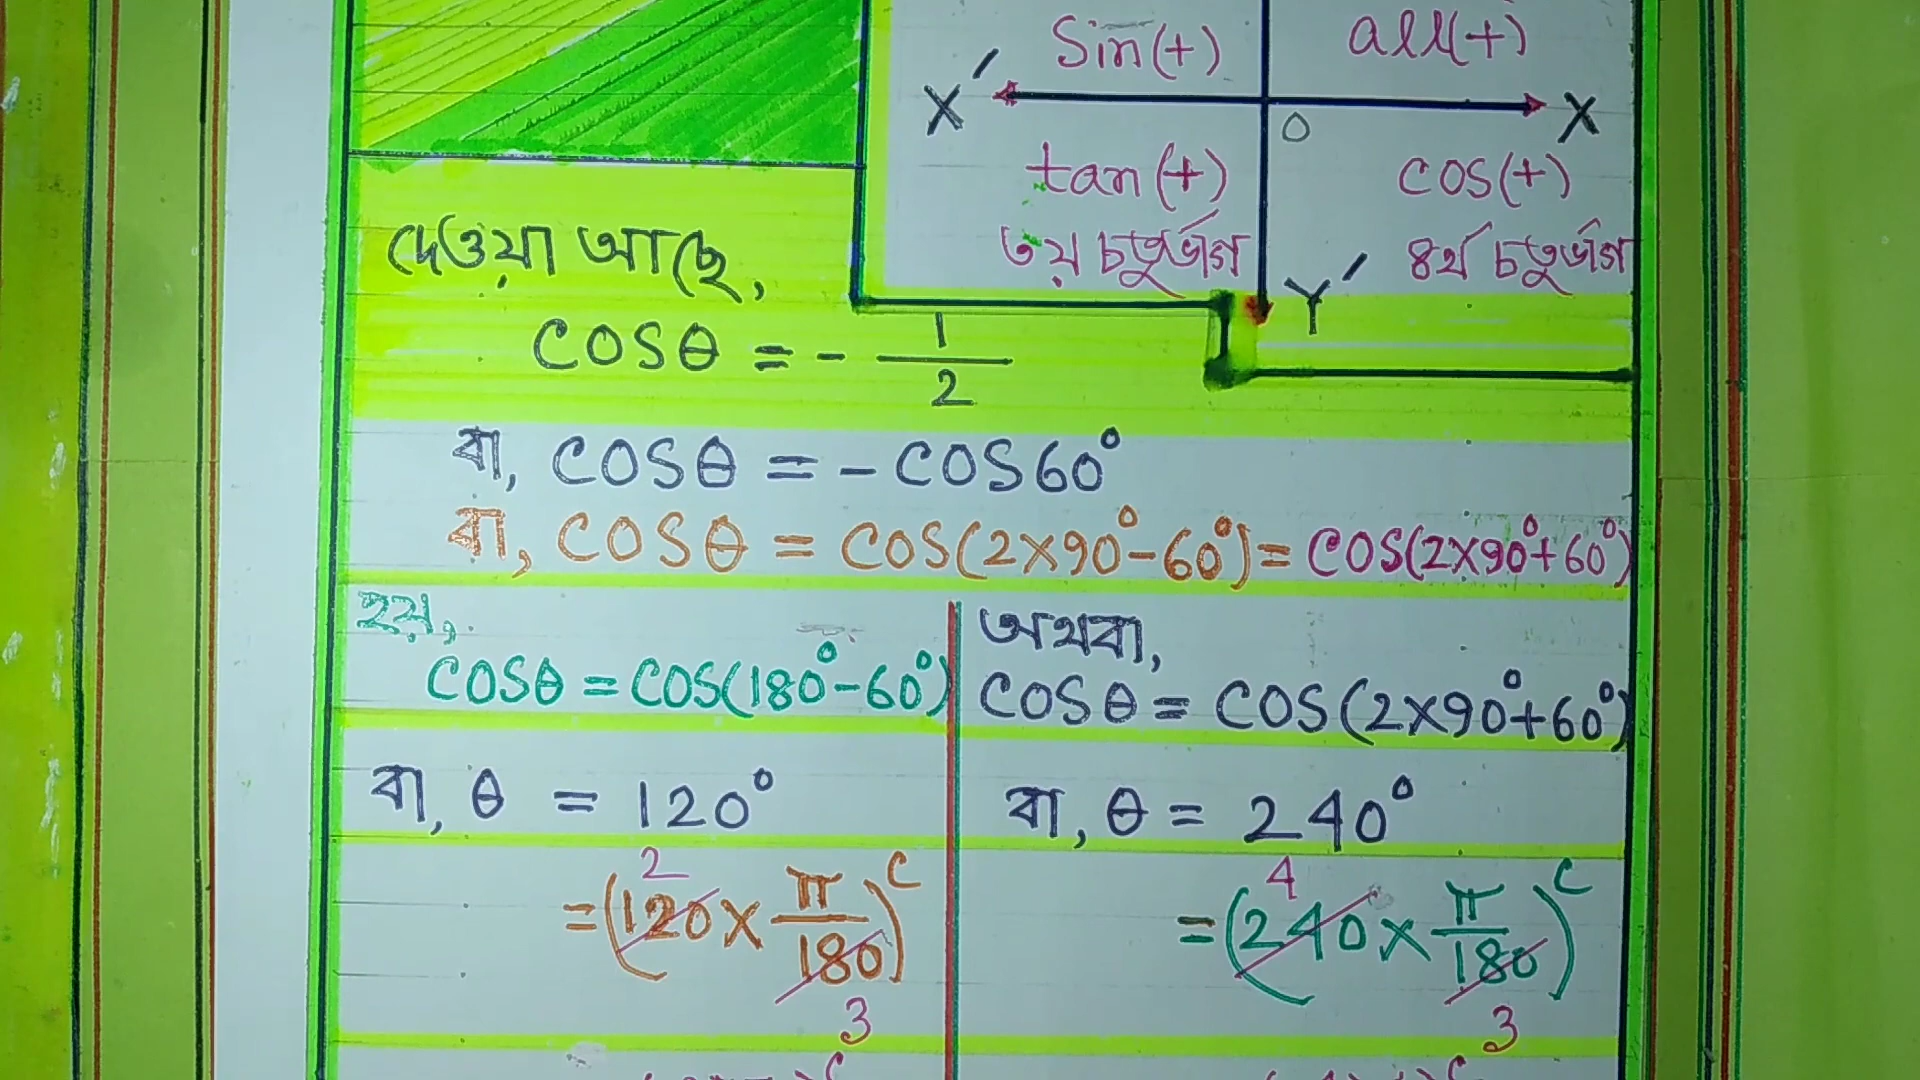 Sin(+) all(+)
X′ O X
tan(+) cos(+)
৩য় চতুর্ভাগ Y′ ৪র্থ চতুর্ভাগ
দেওয়া আছে,
cosθ = - 1/2
বা, cosθ = - cos60°
বা, cosθ = cos(2×90°-60°) = cos(2×90°+60°)
হয়,
cosθ = cos(180°-60°)
বা, θ = 120°
2
= (120 × π/180)ᶜ
3
অথবা,
cosθ = cos(2×90°+60°)
বা, θ = 240°
4
= (240 × π/180)ᶜ
3